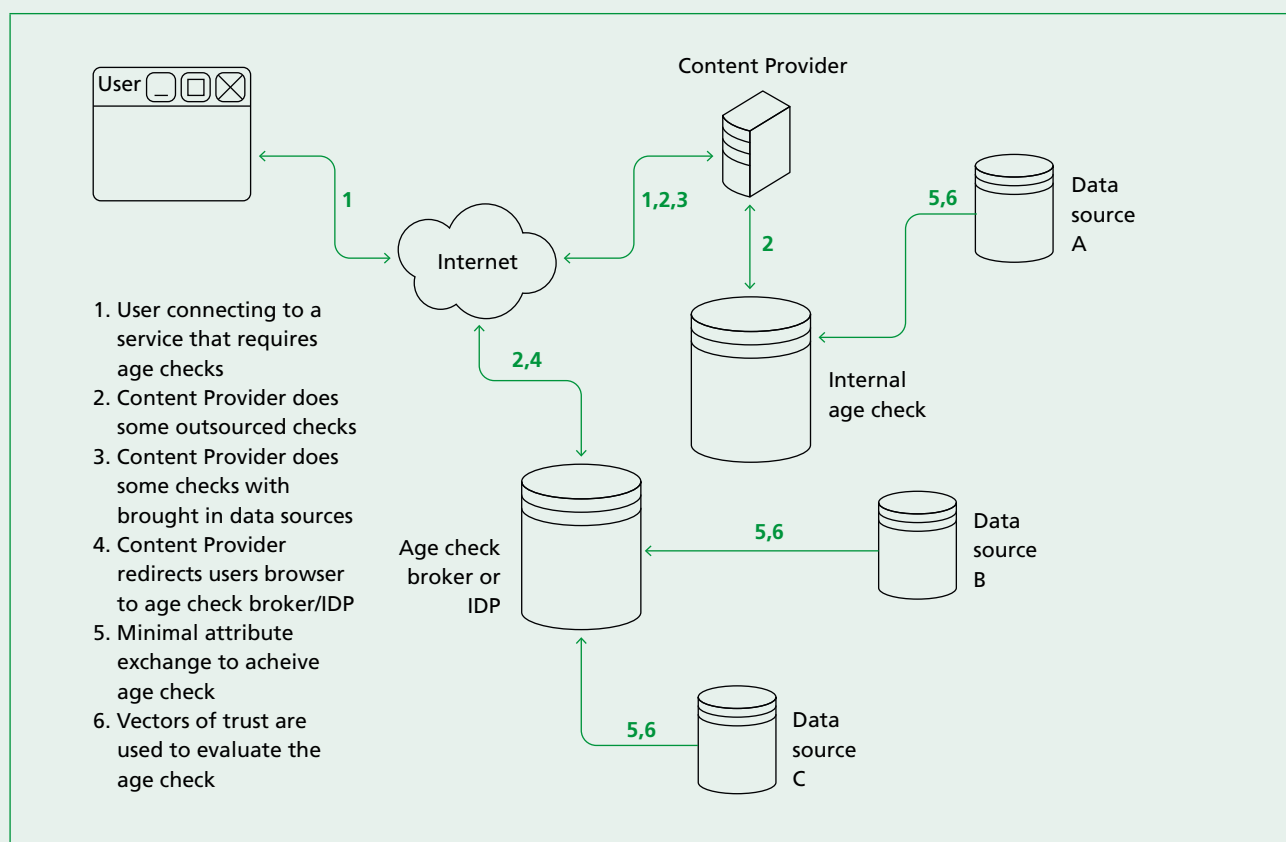 User
Content Provider
1
1,2,3
5,6
Data
source
A
2
Internet
1. User connecting to a
service that requires
age checks
2. Content Provider does
some outsourced checks
3. Content Provider does
some checks with
brought in data sources
4. Content Provider
redirects users browser
to age check broker/IDP
5. Minimal attribute
exchange to acheive
age check
6. Vectors of trust are
used to evaluate the
age check
2,4
Internal
age check
Age check
broker or
IDP
5,6
Data
source
B
5,6
Data
source
C